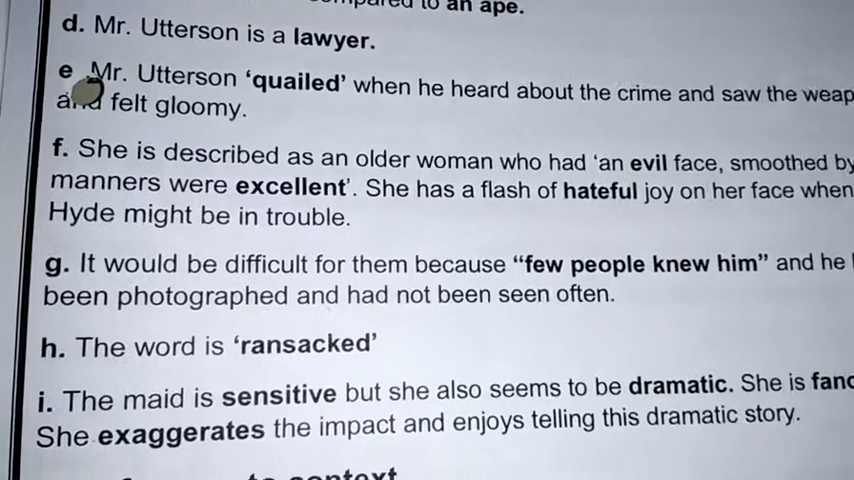 to an ape.
d. Mr. Utterson is a lawyer.
e Mr. Utterson ‘quailed’ when he heard about the crime and saw the
and felt gloomy.
f. She is described as an older woman who had ‘an evil face, smoothed by
manners were excellent’. She has a flash of hateful joy on her face when
Hyde might be in trouble.
g. It would be difficult for them because “few people knew him” and he
been photographed and had not been seen often.
h. The word is ‘ransacked’
i. The maid is sensitive but she also seems to be dramatic. She is
She exaggerates the impact and enjoys telling this dramatic story.
to context